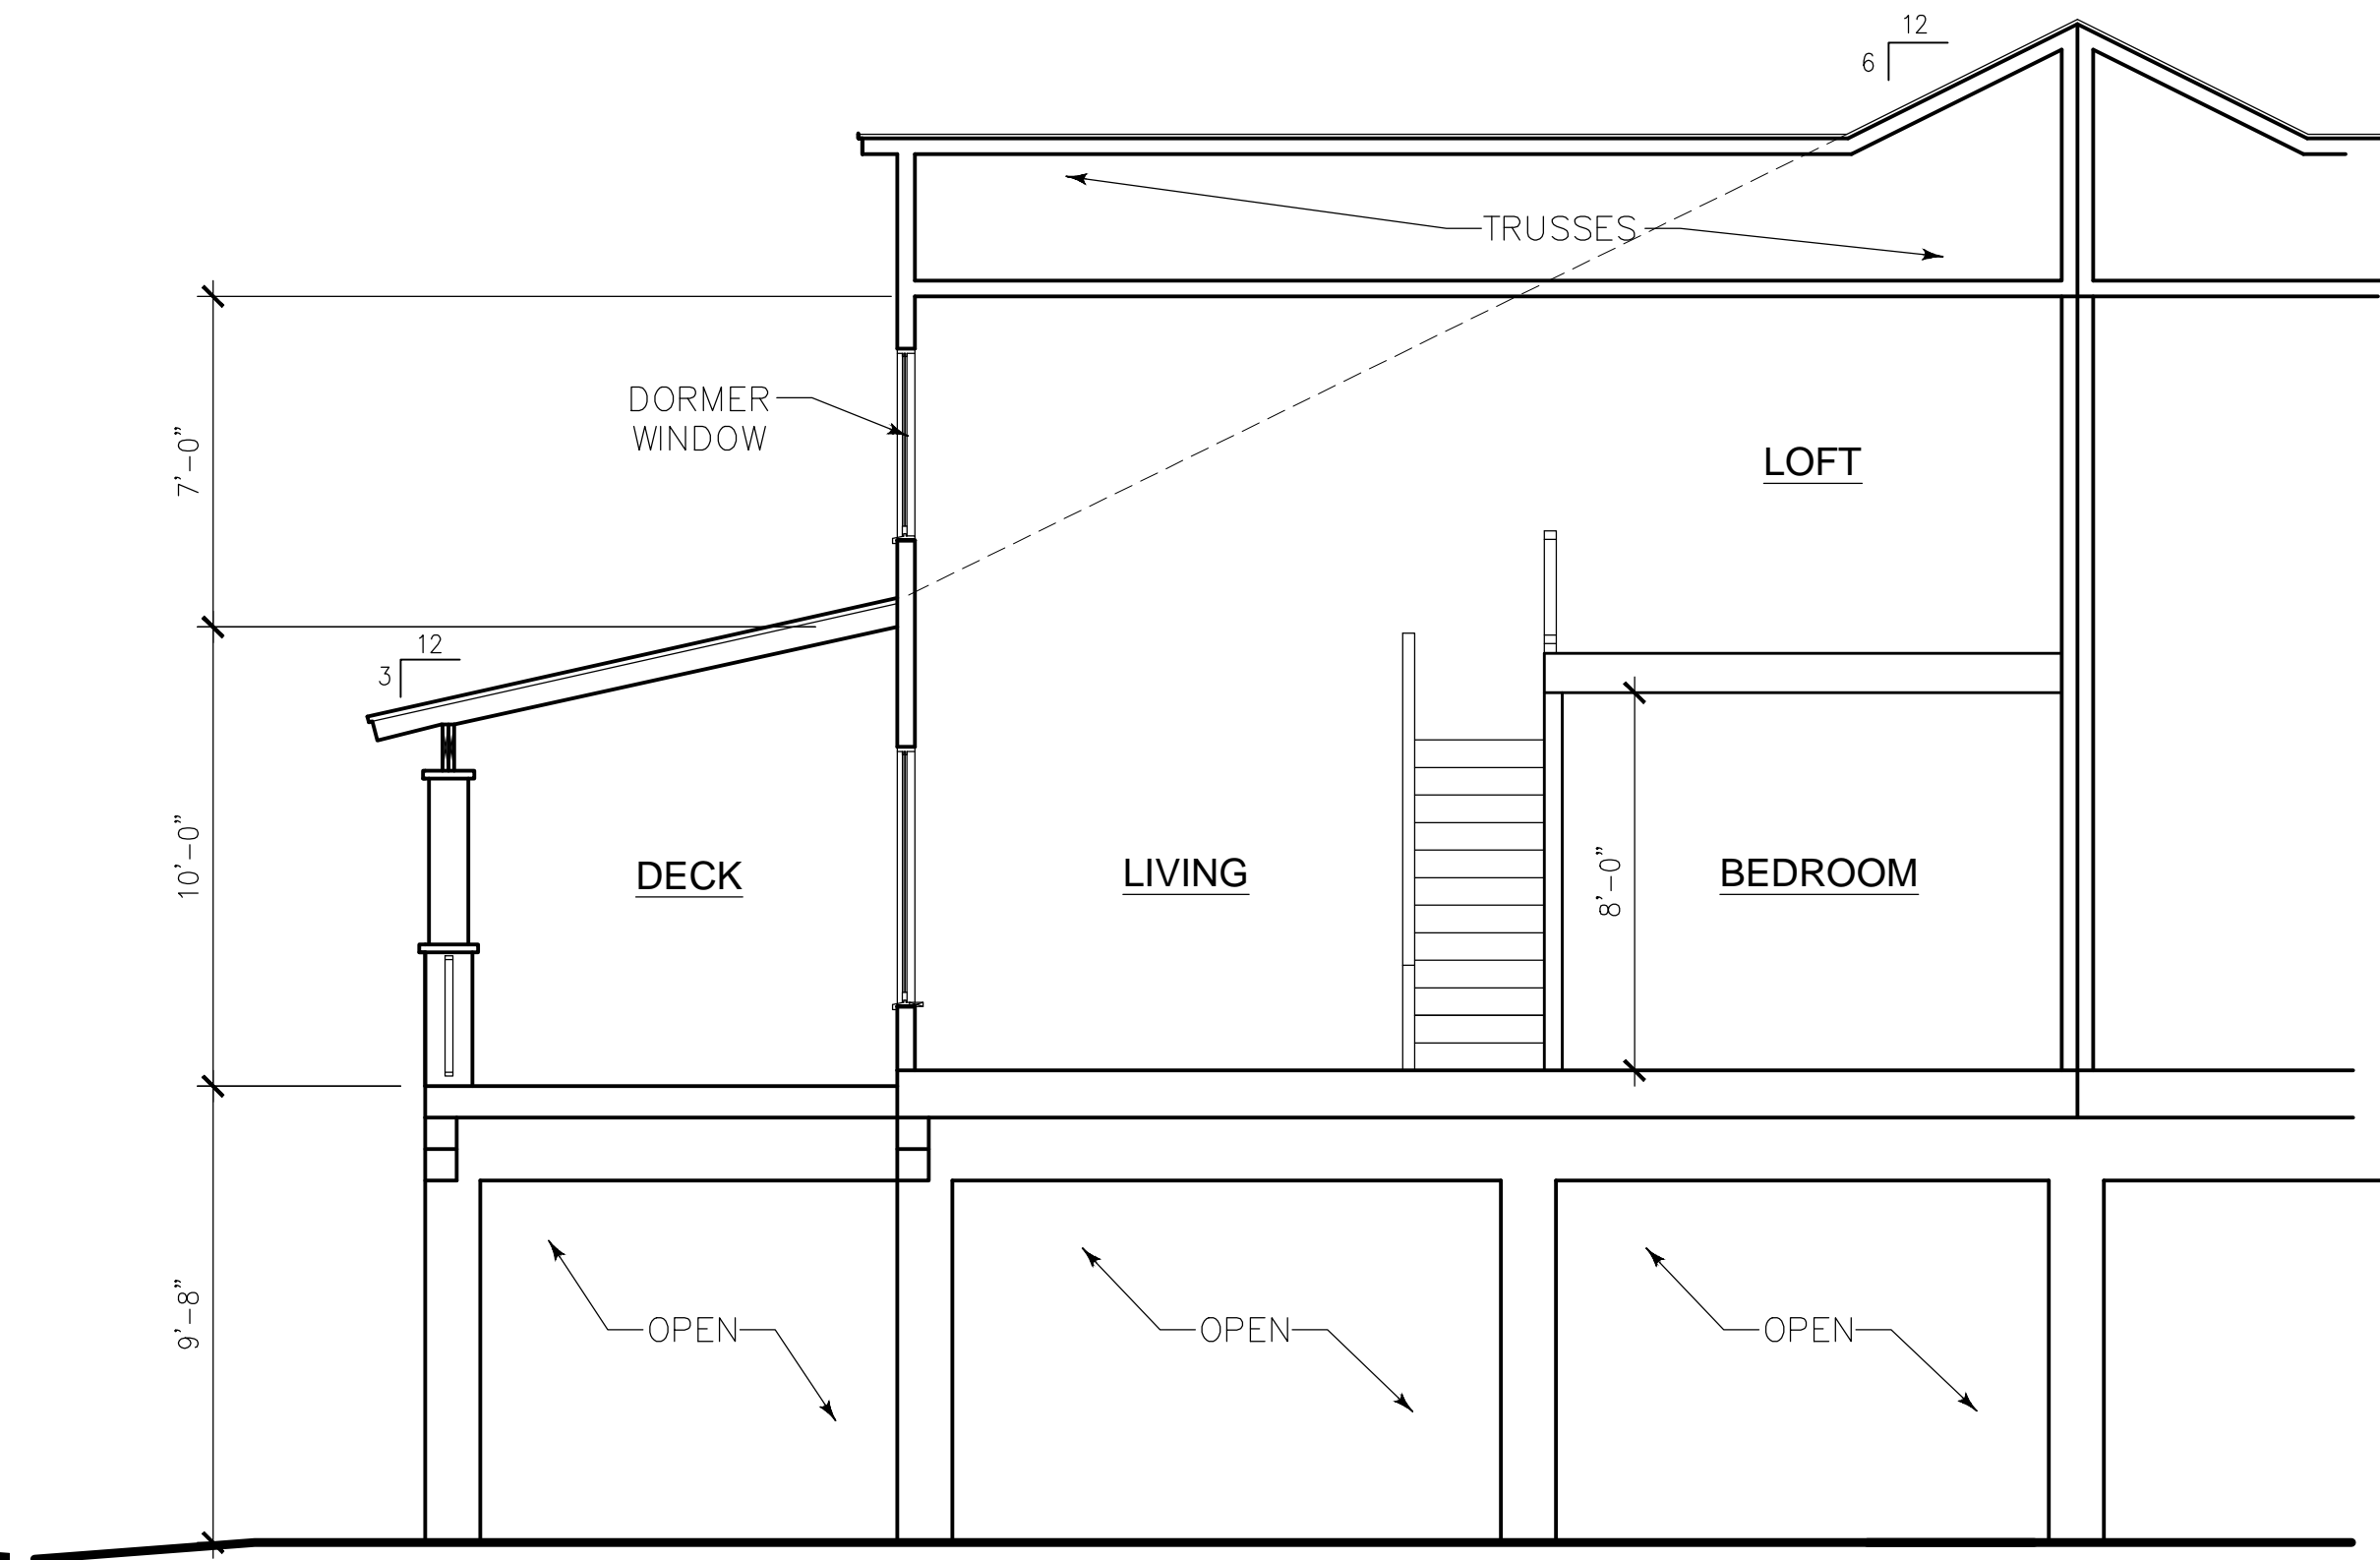 12
6
TRUSSES
DORMER
WINDOW
7'-0"
LOFT
12
3
10'-0"
DECK
LIVING
8'-0"
BEDROOM
9'-8"
OPEN
OPEN
OPEN